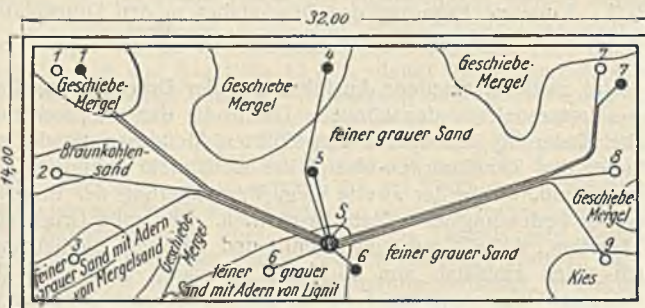 32,00
14,00
1 1
4
7
7
Geschiebe-
Mergel
Geschiebe-
Mergel
Geschiebe-
Mergel
feiner grauer Sand
Braunkohlen-
sand
2
5
8
Geschiebe-
Mergel
3
feiner
grauer Sand mit Adern
von Mergelsand
Geschiebe
Mergel
S
feiner grauer Sand
6
6
feiner grauer
Sand mit Adern von Lignit
9
Kies